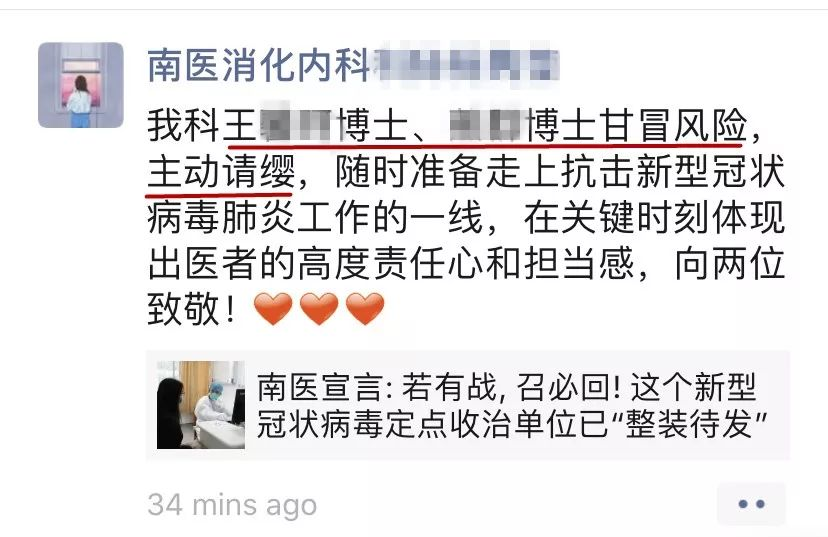 南医消化内科
我科王 博士、 博士甘冒风险，
主动请缨，随时准备走上抗击新型冠状
病毒肺炎工作的一线，在关键时刻体现
出医者的高度责任心和担当感，向两位
致敬！
南医宣言: 若有战, 召必回! 这个新型
冠状病毒定点收治单位已“整装待发”
34 mins ago